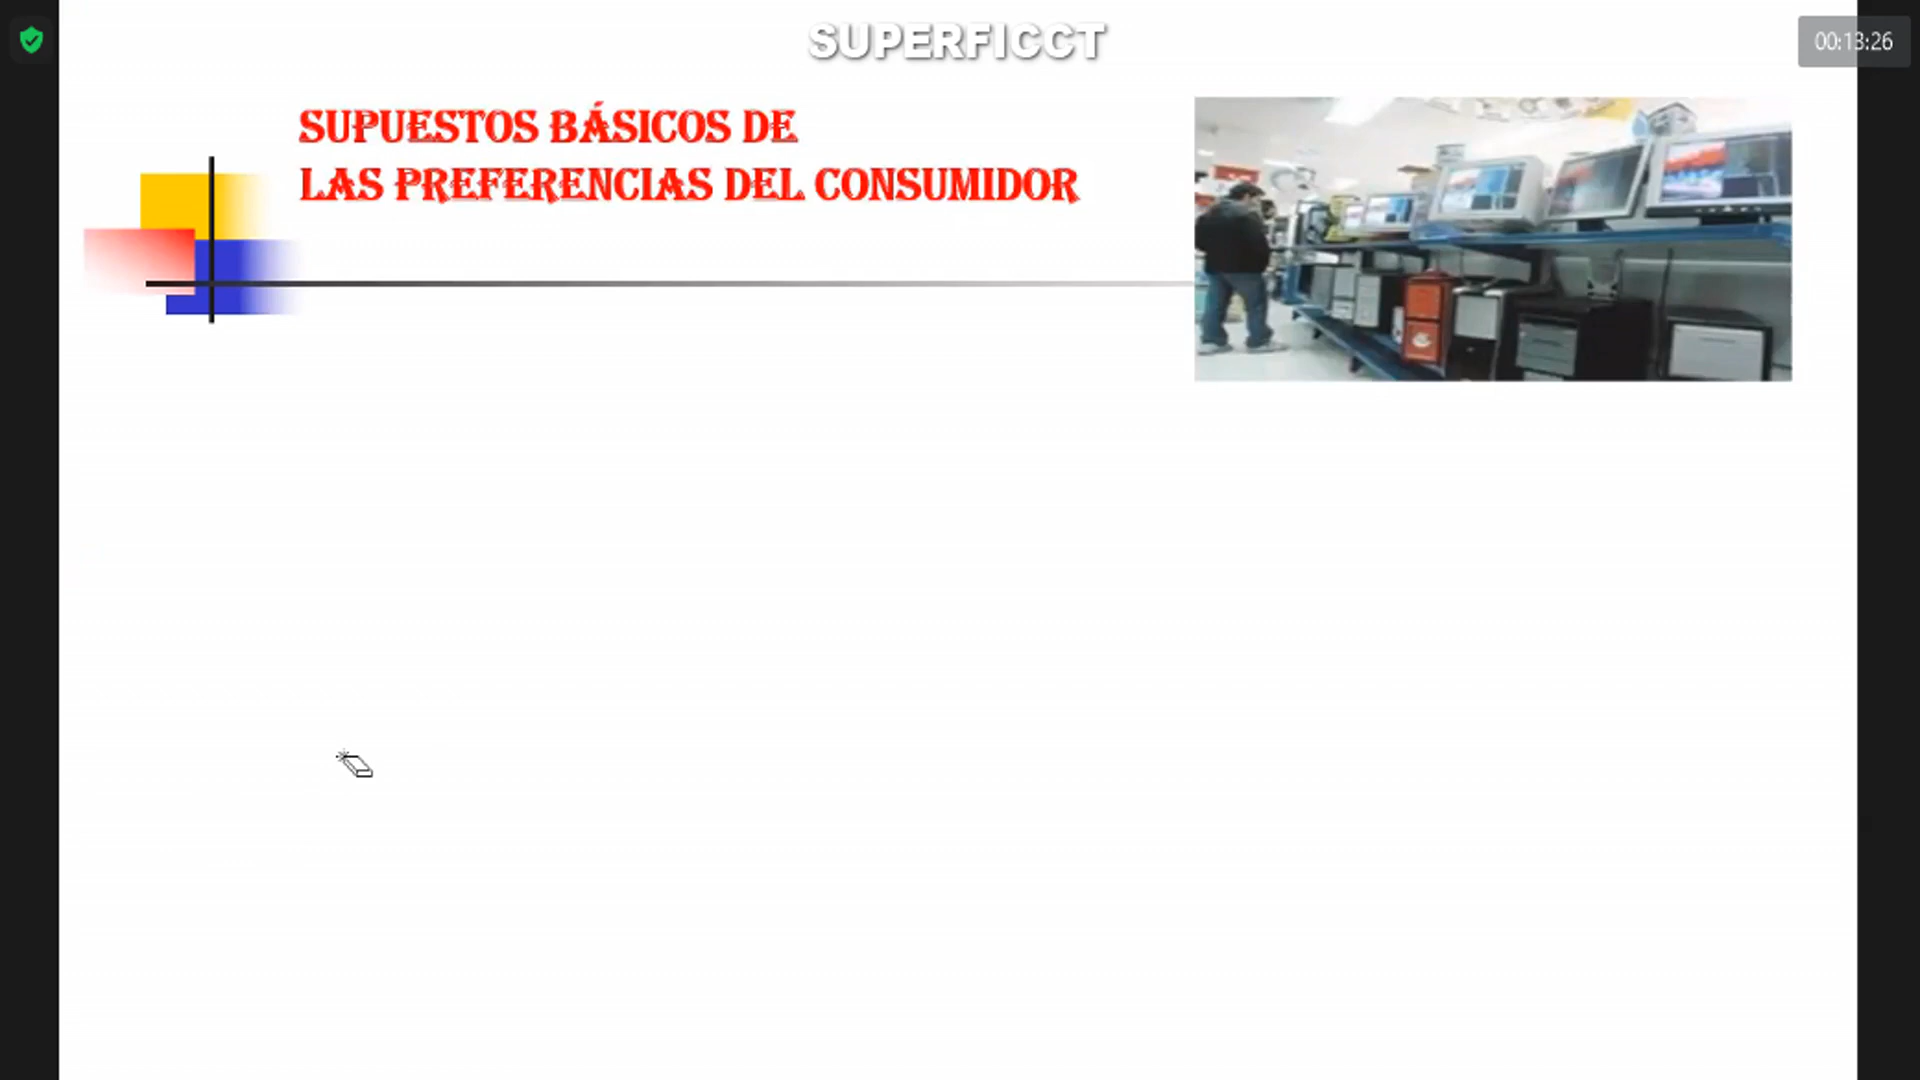 SUPERFICCT
00:13:26
SUPUESTOS BÁSICOS DE
LAS PREFERENCIAS DEL CONSUMIDOR